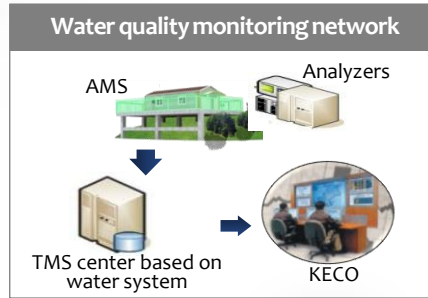 Water quality monitoring network
Analyzers
AMS
TMS center based on
water system
KECO